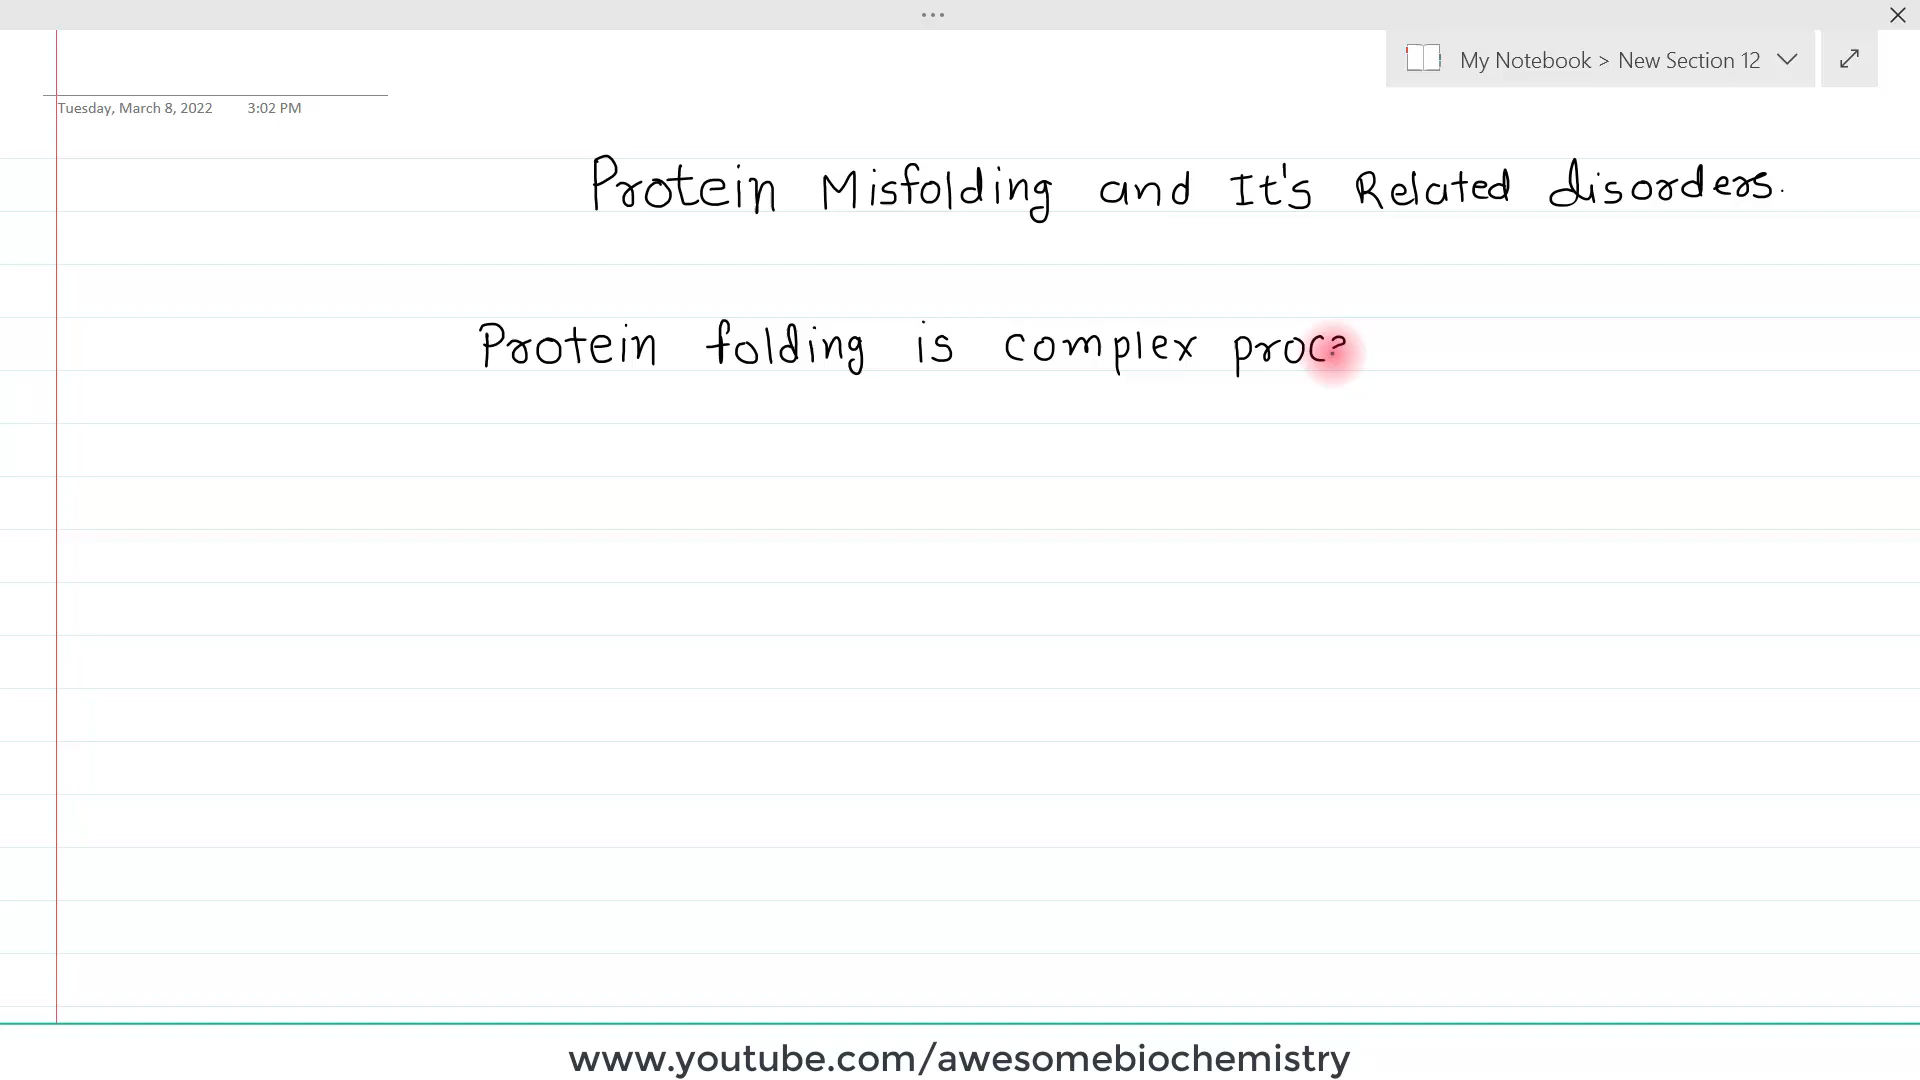 My Notebook > New Section 12
Tuesday, March 8, 2022 3:02 PM
Protein Misfolding and It's Related disorders.
Protein folding is complex proc
www.youtube.com/awesomebiochemistry